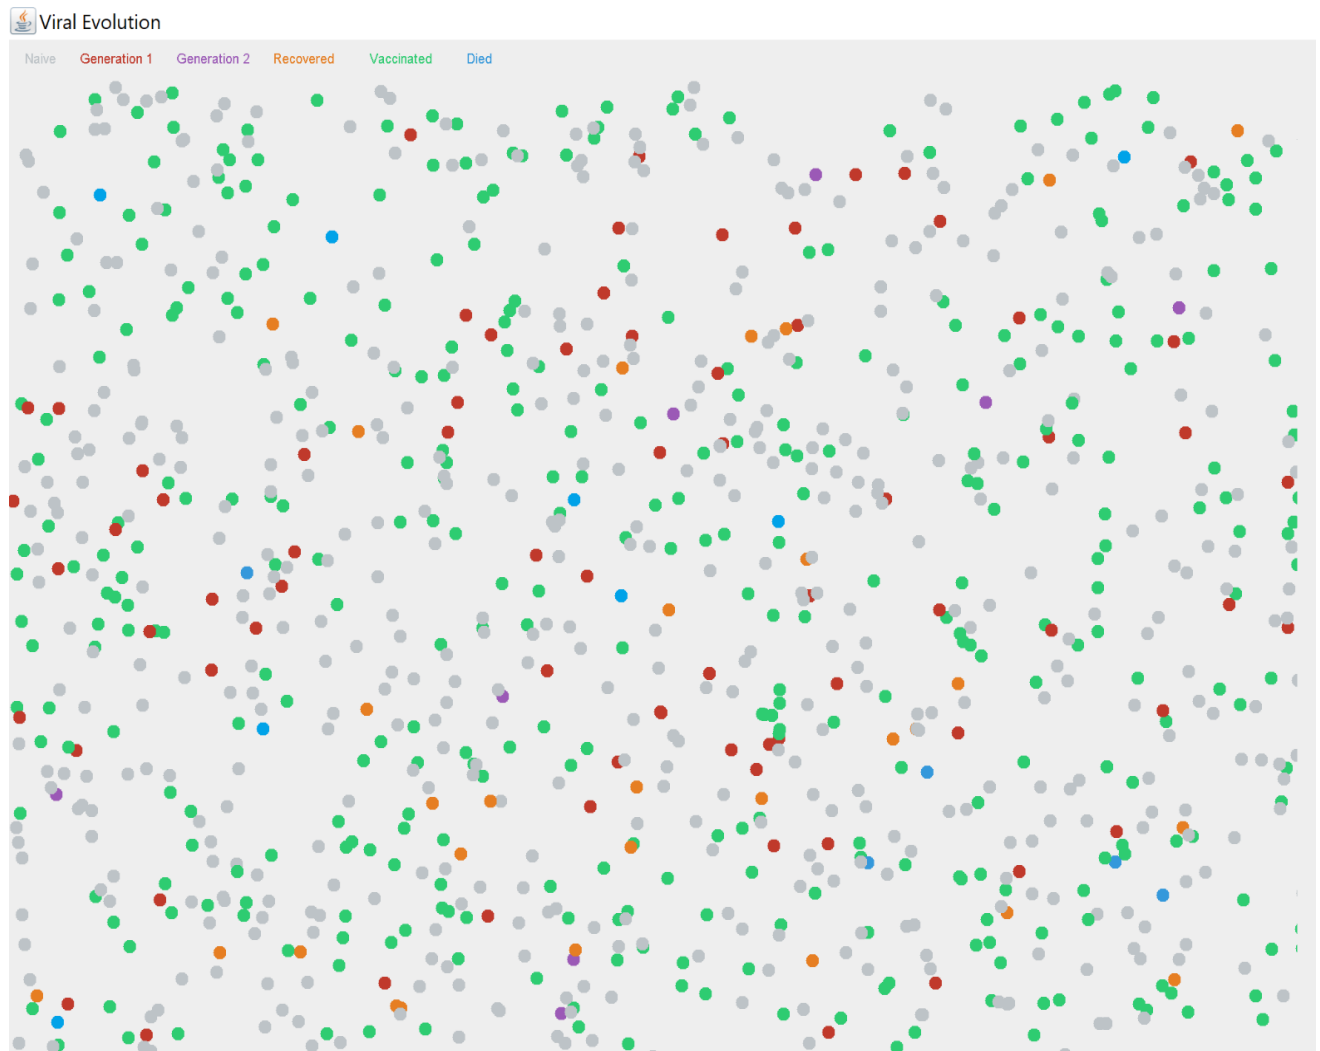 Viral Evolution
Naive Generation 1 Generation 2 Recovered Vaccinated Died